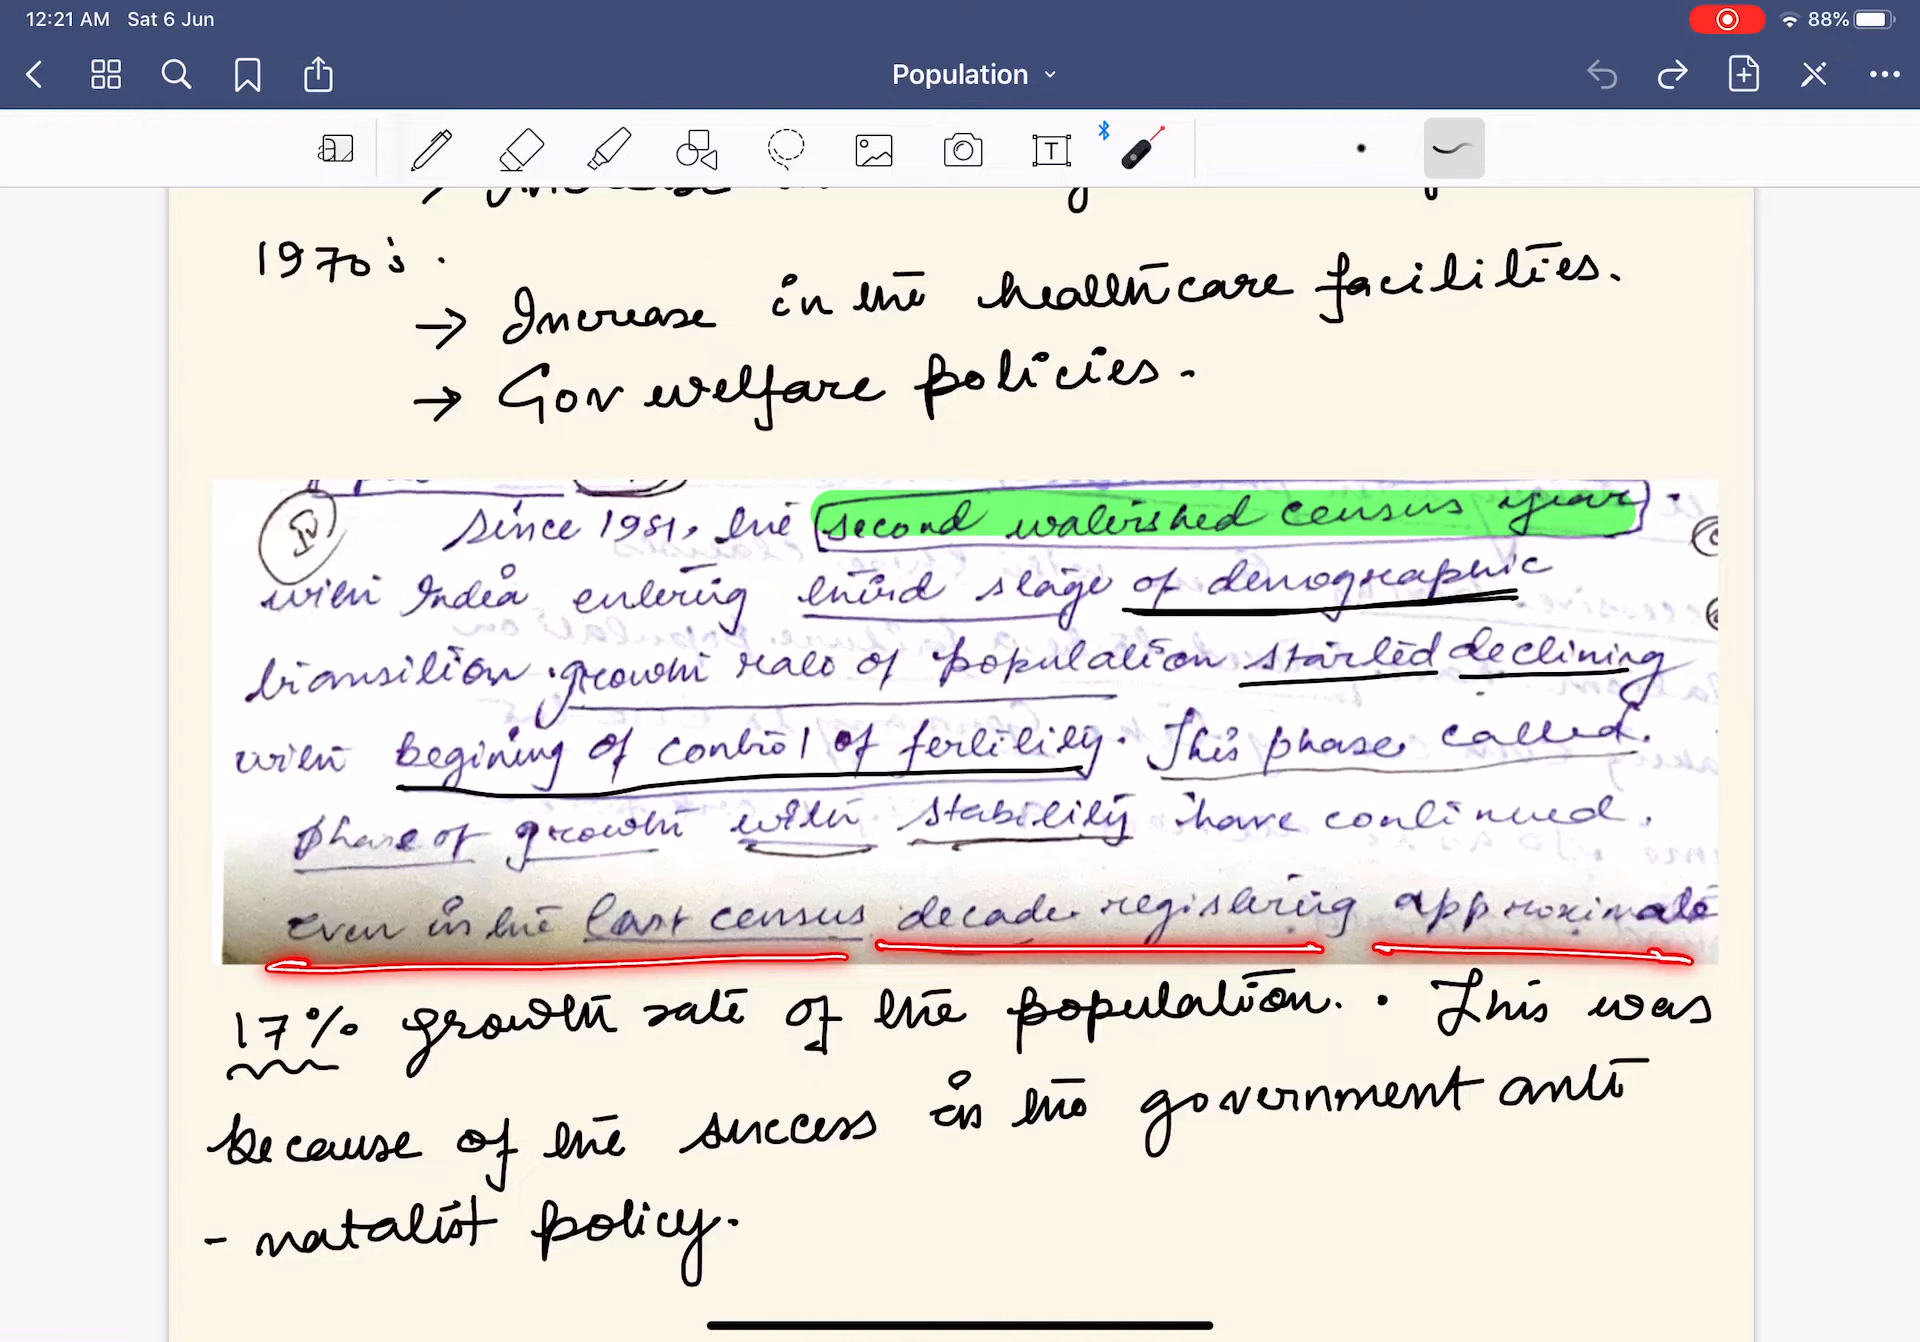 12:21 AM Sat 6 Jun
88%
Population
a
T
1970's.
→ Increase in the healthcare facilities.
→ Gov welfare policies.
IV Since 1981, the second watershed census year.
with India entering third stage of demographic
transition. growth rate of population started declining
with begining of control of fertility. This phase called.
phase of growth with stability have continued.
even in the last census decade registering approximate
17% growth rate of the population. . This was
because of the success in the government anti
- natalist policy.